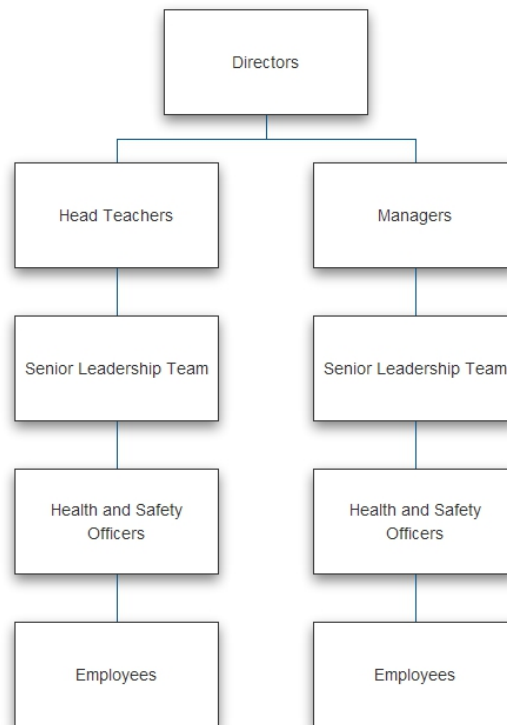 Directors
Head Teachers
Managers
Senior Leadership Team
Senior Leadership Team
Health and Safety
Officers
Health and Safety
Officers
Employees
Employees